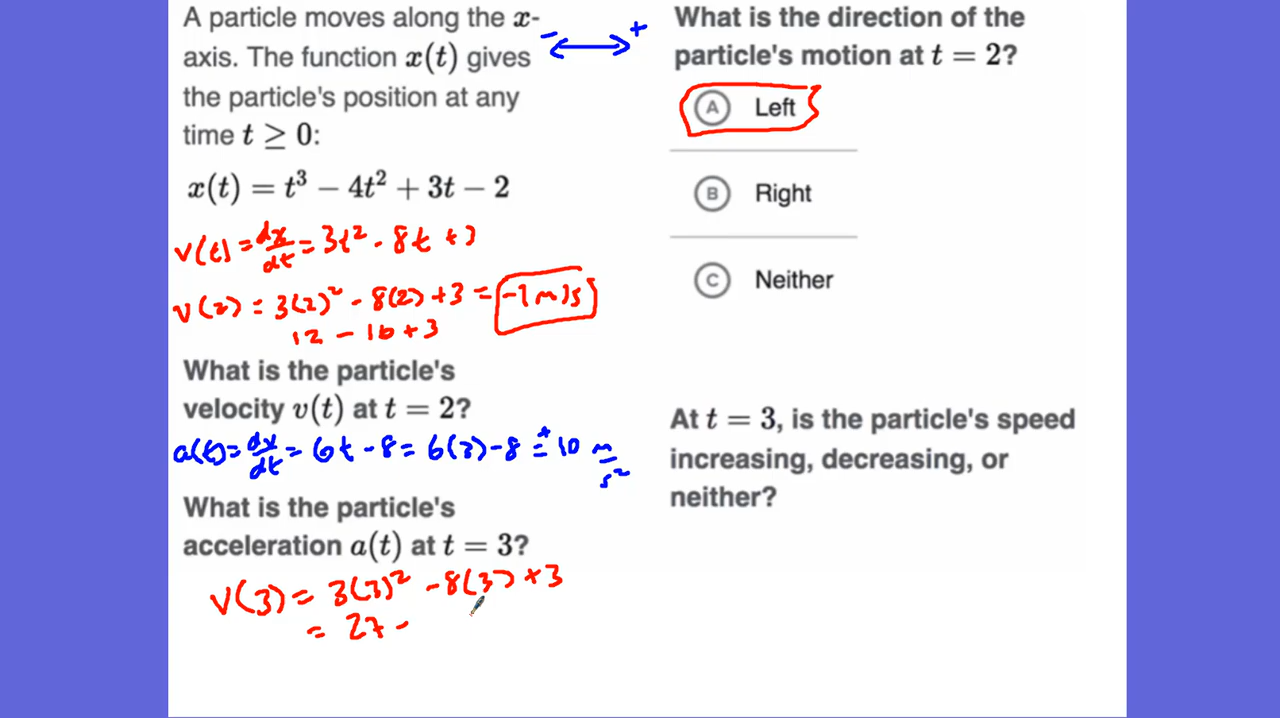 A particle moves along the x-
axis. The function x(t) gives
the particle's position at any
time t ≥ 0:
x(t) = t³ − 4t² + 3t − 2
v(t) = dx/dt = 3t² - 8t + 3
v(2) = 3(2)² - 8(2) + 3 = -1 m/s
12 - 16 + 3
What is the particle's
velocity v(t) at t = 2?
a(t) = dv/dt = 6t - 8 = 6(3) - 8 = +10 m/s²
What is the particle's
acceleration a(t) at t = 3?
v(3) = 3(3)² - 8(3) + 3
= 27 -
- +
What is the direction of the
particle's motion at t = 2?
A Left
B Right
C Neither
At t = 3, is the particle's speed
increasing, decreasing, or
neither?